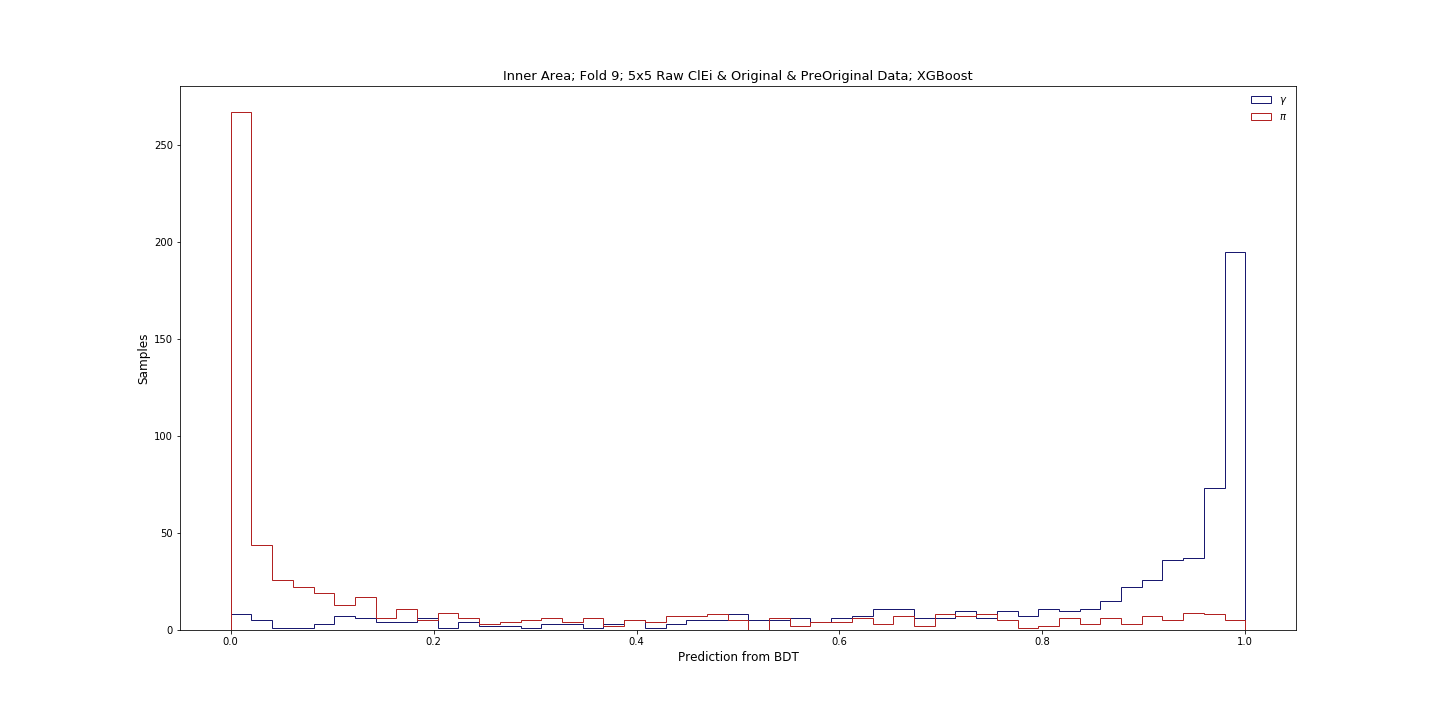 Inner Area; Fold 9; 5x5 Raw ClEi & Original & PreOriginal Data; XGBoost
γ
π
250
200
150
100
50
0
Samples
0.0 0.2 0.4 0.6 0.8 1.0
Prediction from BDT